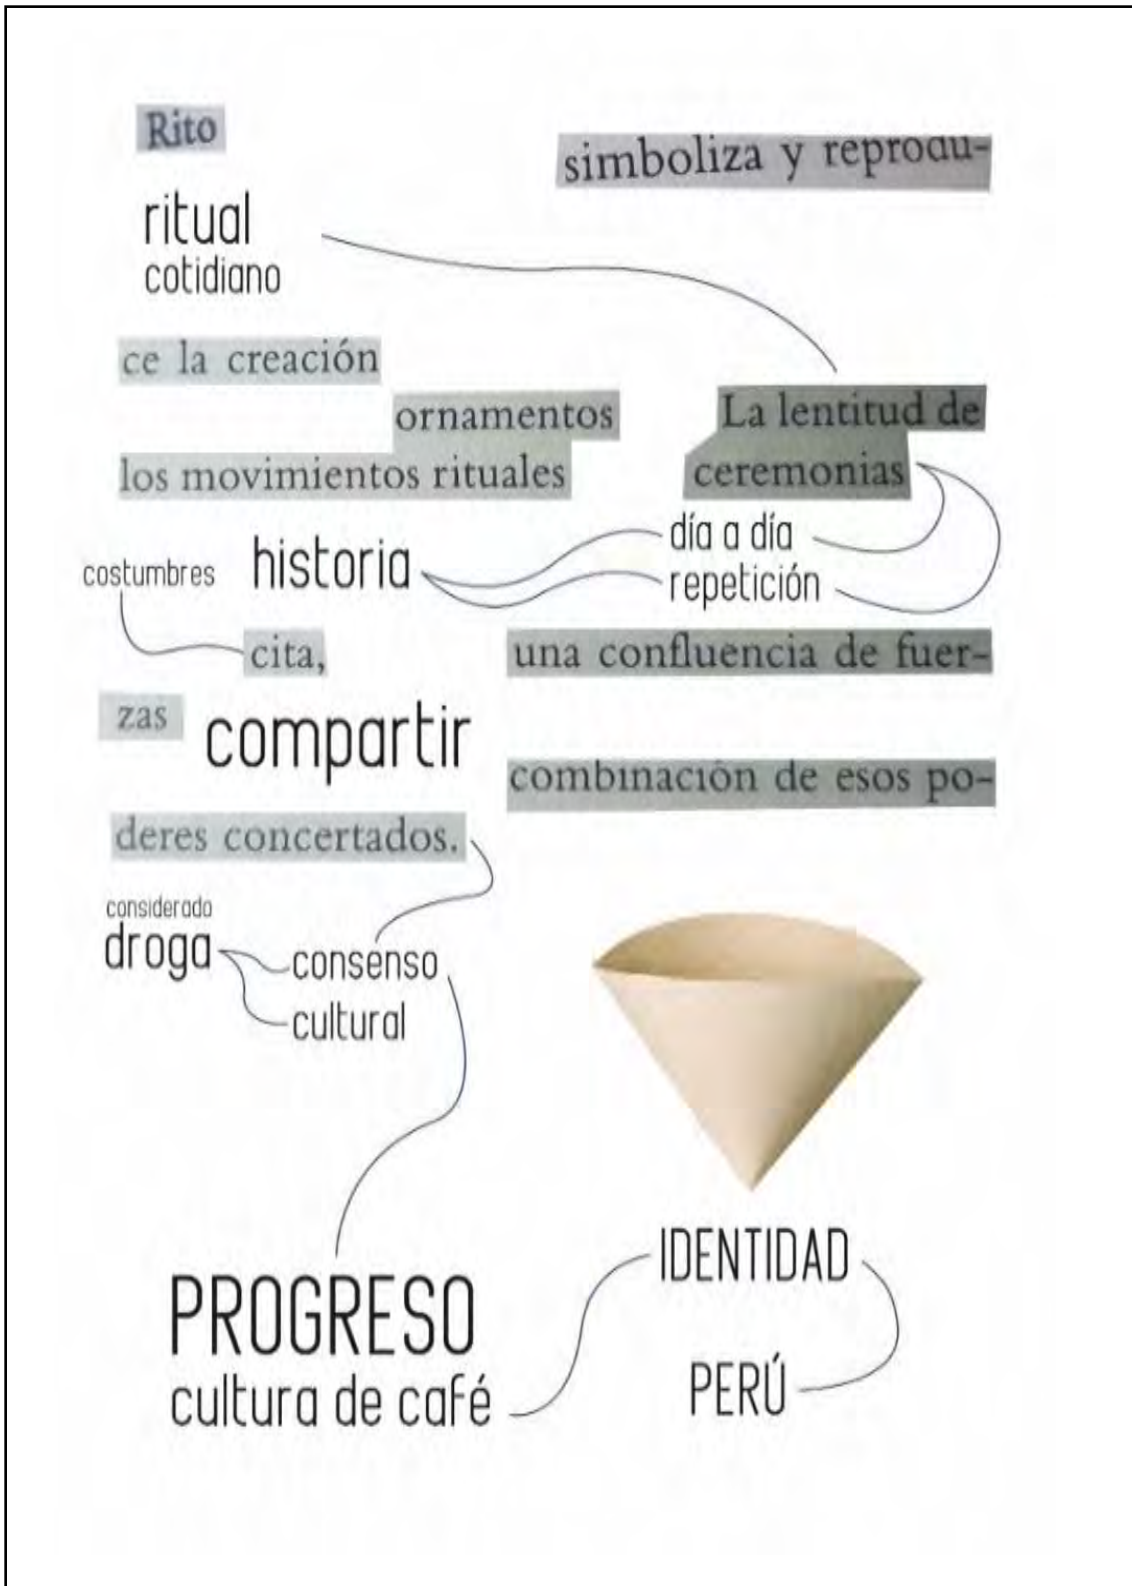 Rito
simboliza y reprodu-
ritual
cotidiano
ce la creación
ornamentos
La lentitud de
los movimientos rituales
ceremonias
día a día
costumbres
historia
repetición
cita,
una confluencia de fuer-
zas
compartir
combinación de esos po-
deres concertados.
considerado
droga
consenso
cultural
IDENTIDAD
PROGRESO
cultura de café
PERÚ